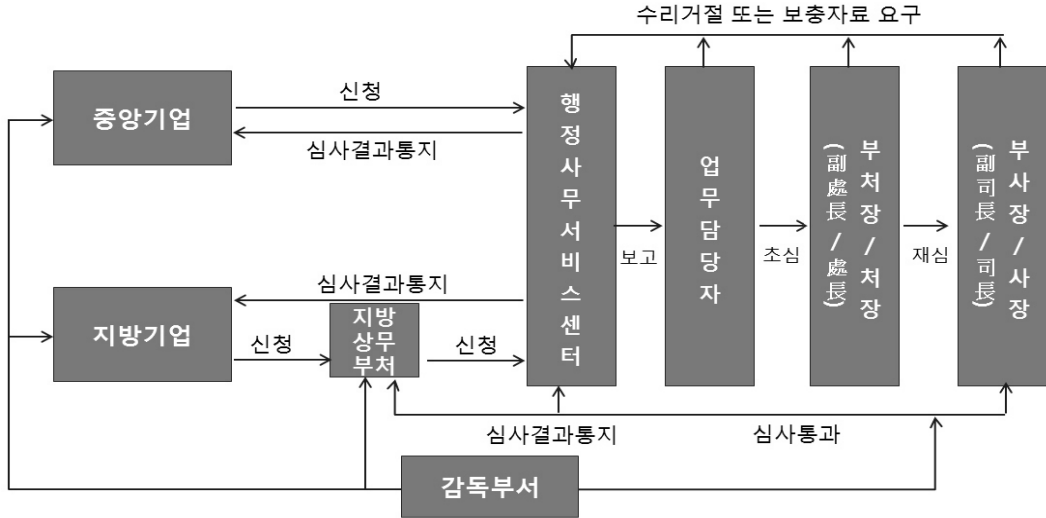 수리거절 또는 보충자료 요구
중앙기업
신청
심사결과통지
행정사무서비스센터
업무담당자
부처장/처장
(副處長/處長)
부사장/사장
(副司長/司長)
보고
초심
재심
심사결과통지
지방기업
신청
지방
상무
부처
신청
심사결과통지
심사통과
감독부서